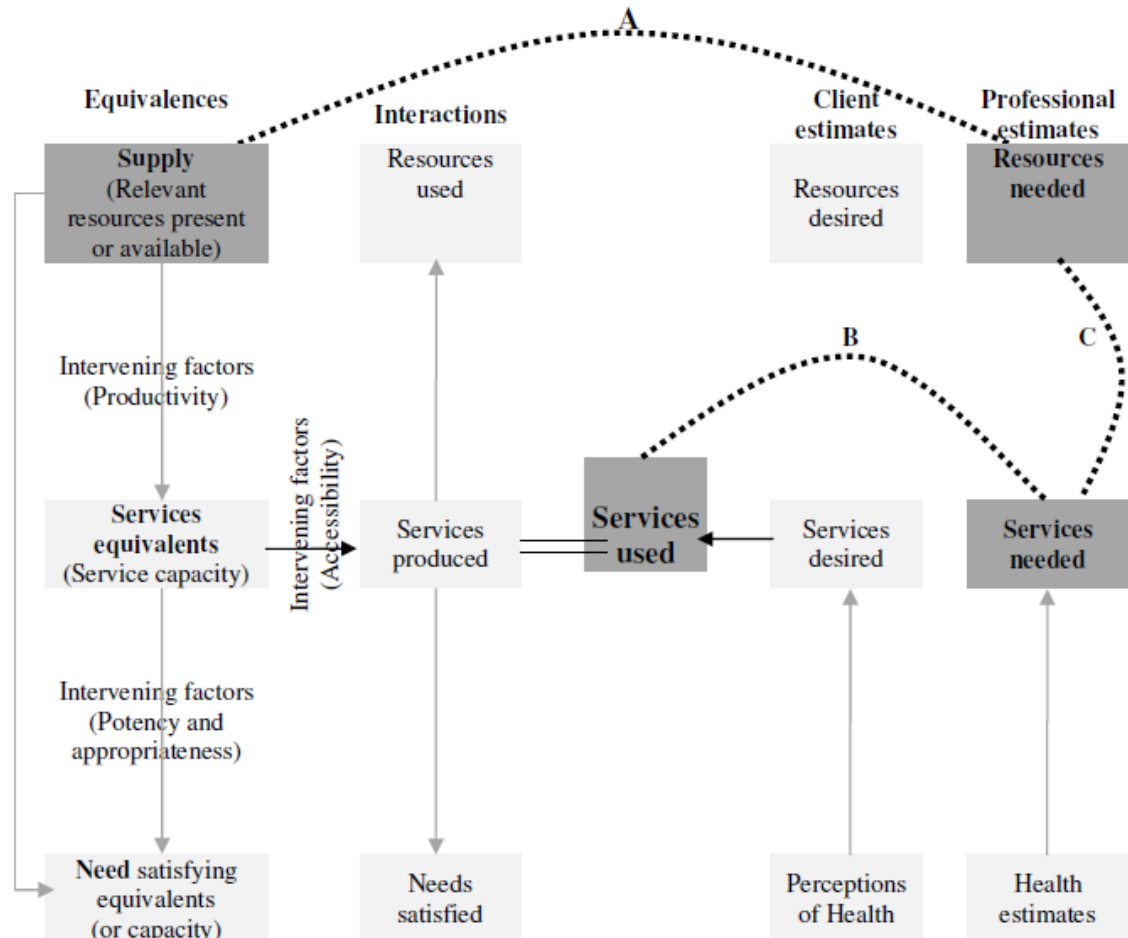 A
Equivalences
Interactions
Client
estimates
Professional
estimates
Supply
(Relevant
resources present
or available)
Resources
used
Resources
desired
Resources
needed
Intervening factors
(Productivity)
B
C
Intervening factors
(Accessibility)
Services
equivalents
(Service capacity)
Services
produced
Services
used
Services
desired
Services
needed
Intervening factors
(Potency and
appropriateness)
Need satisfying
equivalents
(or capacity)
Needs
satisfied
Perceptions
of Health
Health
estimates